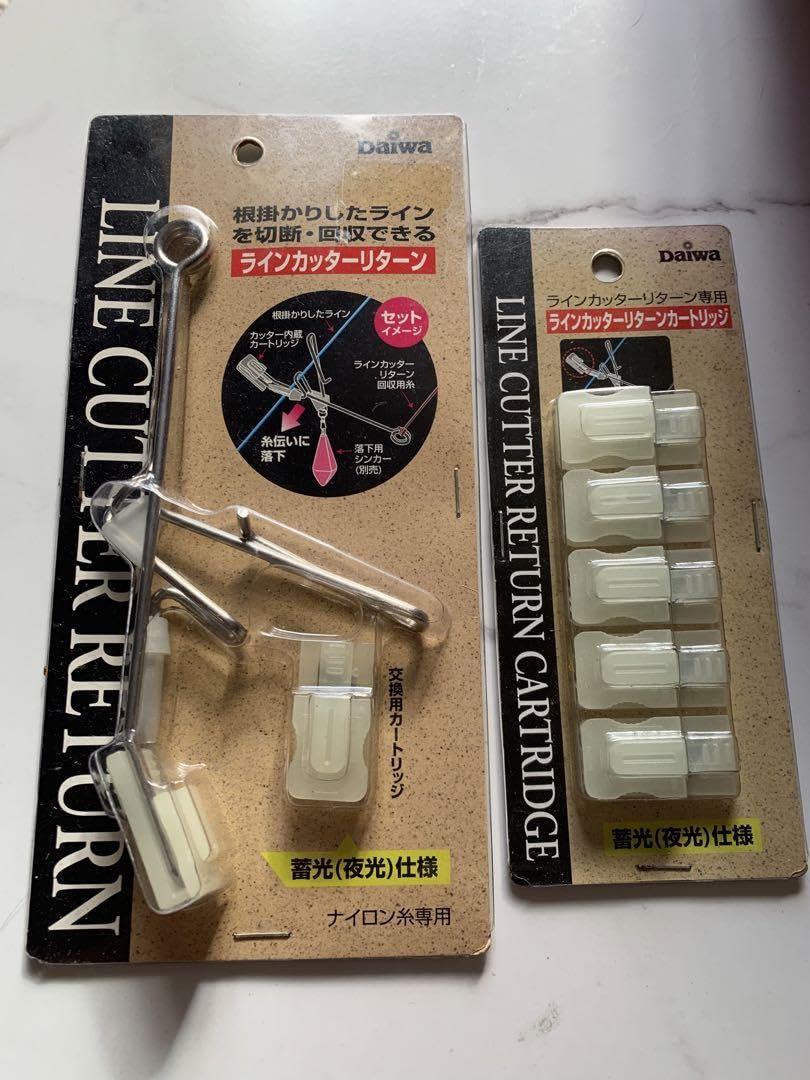 Daiwa
LINE CUTTER RETURN
根掛かりしたライン
を切断・回収できる
ラインカッターリターン
セット
イメージ
根掛かりしたライン
カッター内蔵
カートリッジ
ラインカッター
リターン
回収用糸
糸伝いに
落下
落下用
シンカー
(別売)
交換用カートリッジ
蓄光(夜光)仕様
ナイロン糸専用
Daiwa
LINE CUTTER RETURN CARTRIDGE
ラインカッターリターン専用
ラインカッターリターンカートリッジ
蓄光(夜光)仕様